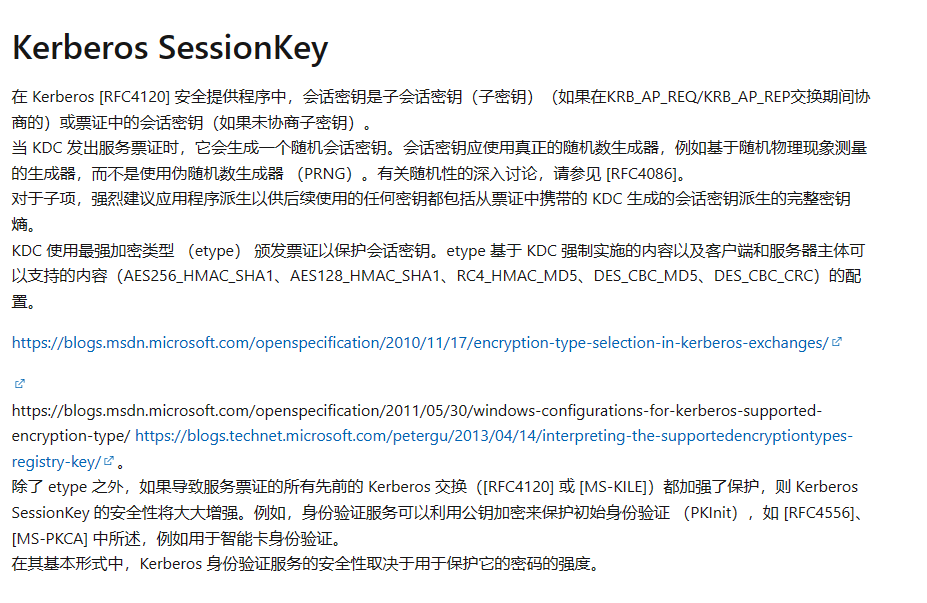 Kerberos SessionKey
在 Kerberos [RFC4120] 安全提供程序中，会话密钥是子会话密钥（子密钥）（如果在KRB_AP_REQ/KRB_AP_REP交换期间协
商的）或票证中的会话密钥（如果未协商子密钥）。
当 KDC 发出服务票证时，它会生成一个随机会话密钥。会话密钥应使用真正的随机数生成器，例如基于随机物理现象测量
的生成器，而不是使用伪随机数生成器 （PRNG）。有关随机性的深入讨论，请参见 [RFC4086]。
对于子项，强烈建议应用程序派生以供后续使用的任何密钥都包括从票证中携带的 KDC 生成的会话密钥派生的完整密钥
熵。
KDC 使用最强加密类型 （etype） 颁发票证以保护会话密钥。etype 基于 KDC 强制实施的内容以及客户端和服务器主体可
以支持的内容（AES256_HMAC_SHA1、AES128_HMAC_SHA1、RC4_HMAC_MD5、DES_CBC_MD5、DES_CBC_CRC）的配
置。
https://blogs.msdn.microsoft.com/openspecification/2010/11/17/encryption-type-selection-in-kerberos-exchanges/
https://blogs.msdn.microsoft.com/openspecification/2011/05/30/windows-configurations-for-kerberos-supported-
encryption-type/ https://blogs.technet.microsoft.com/petergu/2013/04/14/interpreting-the-supportedencryptiontypes-
registry-key/。
除了 etype 之外，如果导致服务票证的所有先前的 Kerberos 交换（[RFC4120] 或 [MS-KILE]）都加强了保护，则 Kerberos
SessionKey 的安全性将大大增强。例如，身份验证服务可以利用公钥加密来保护初始身份验证 （PKInit），如 [RFC4556]、
[MS-PKCA] 中所述，例如用于智能卡身份验证。
在其基本形式中，Kerberos 身份验证服务的安全性取决于用于保护它的密码的强度。